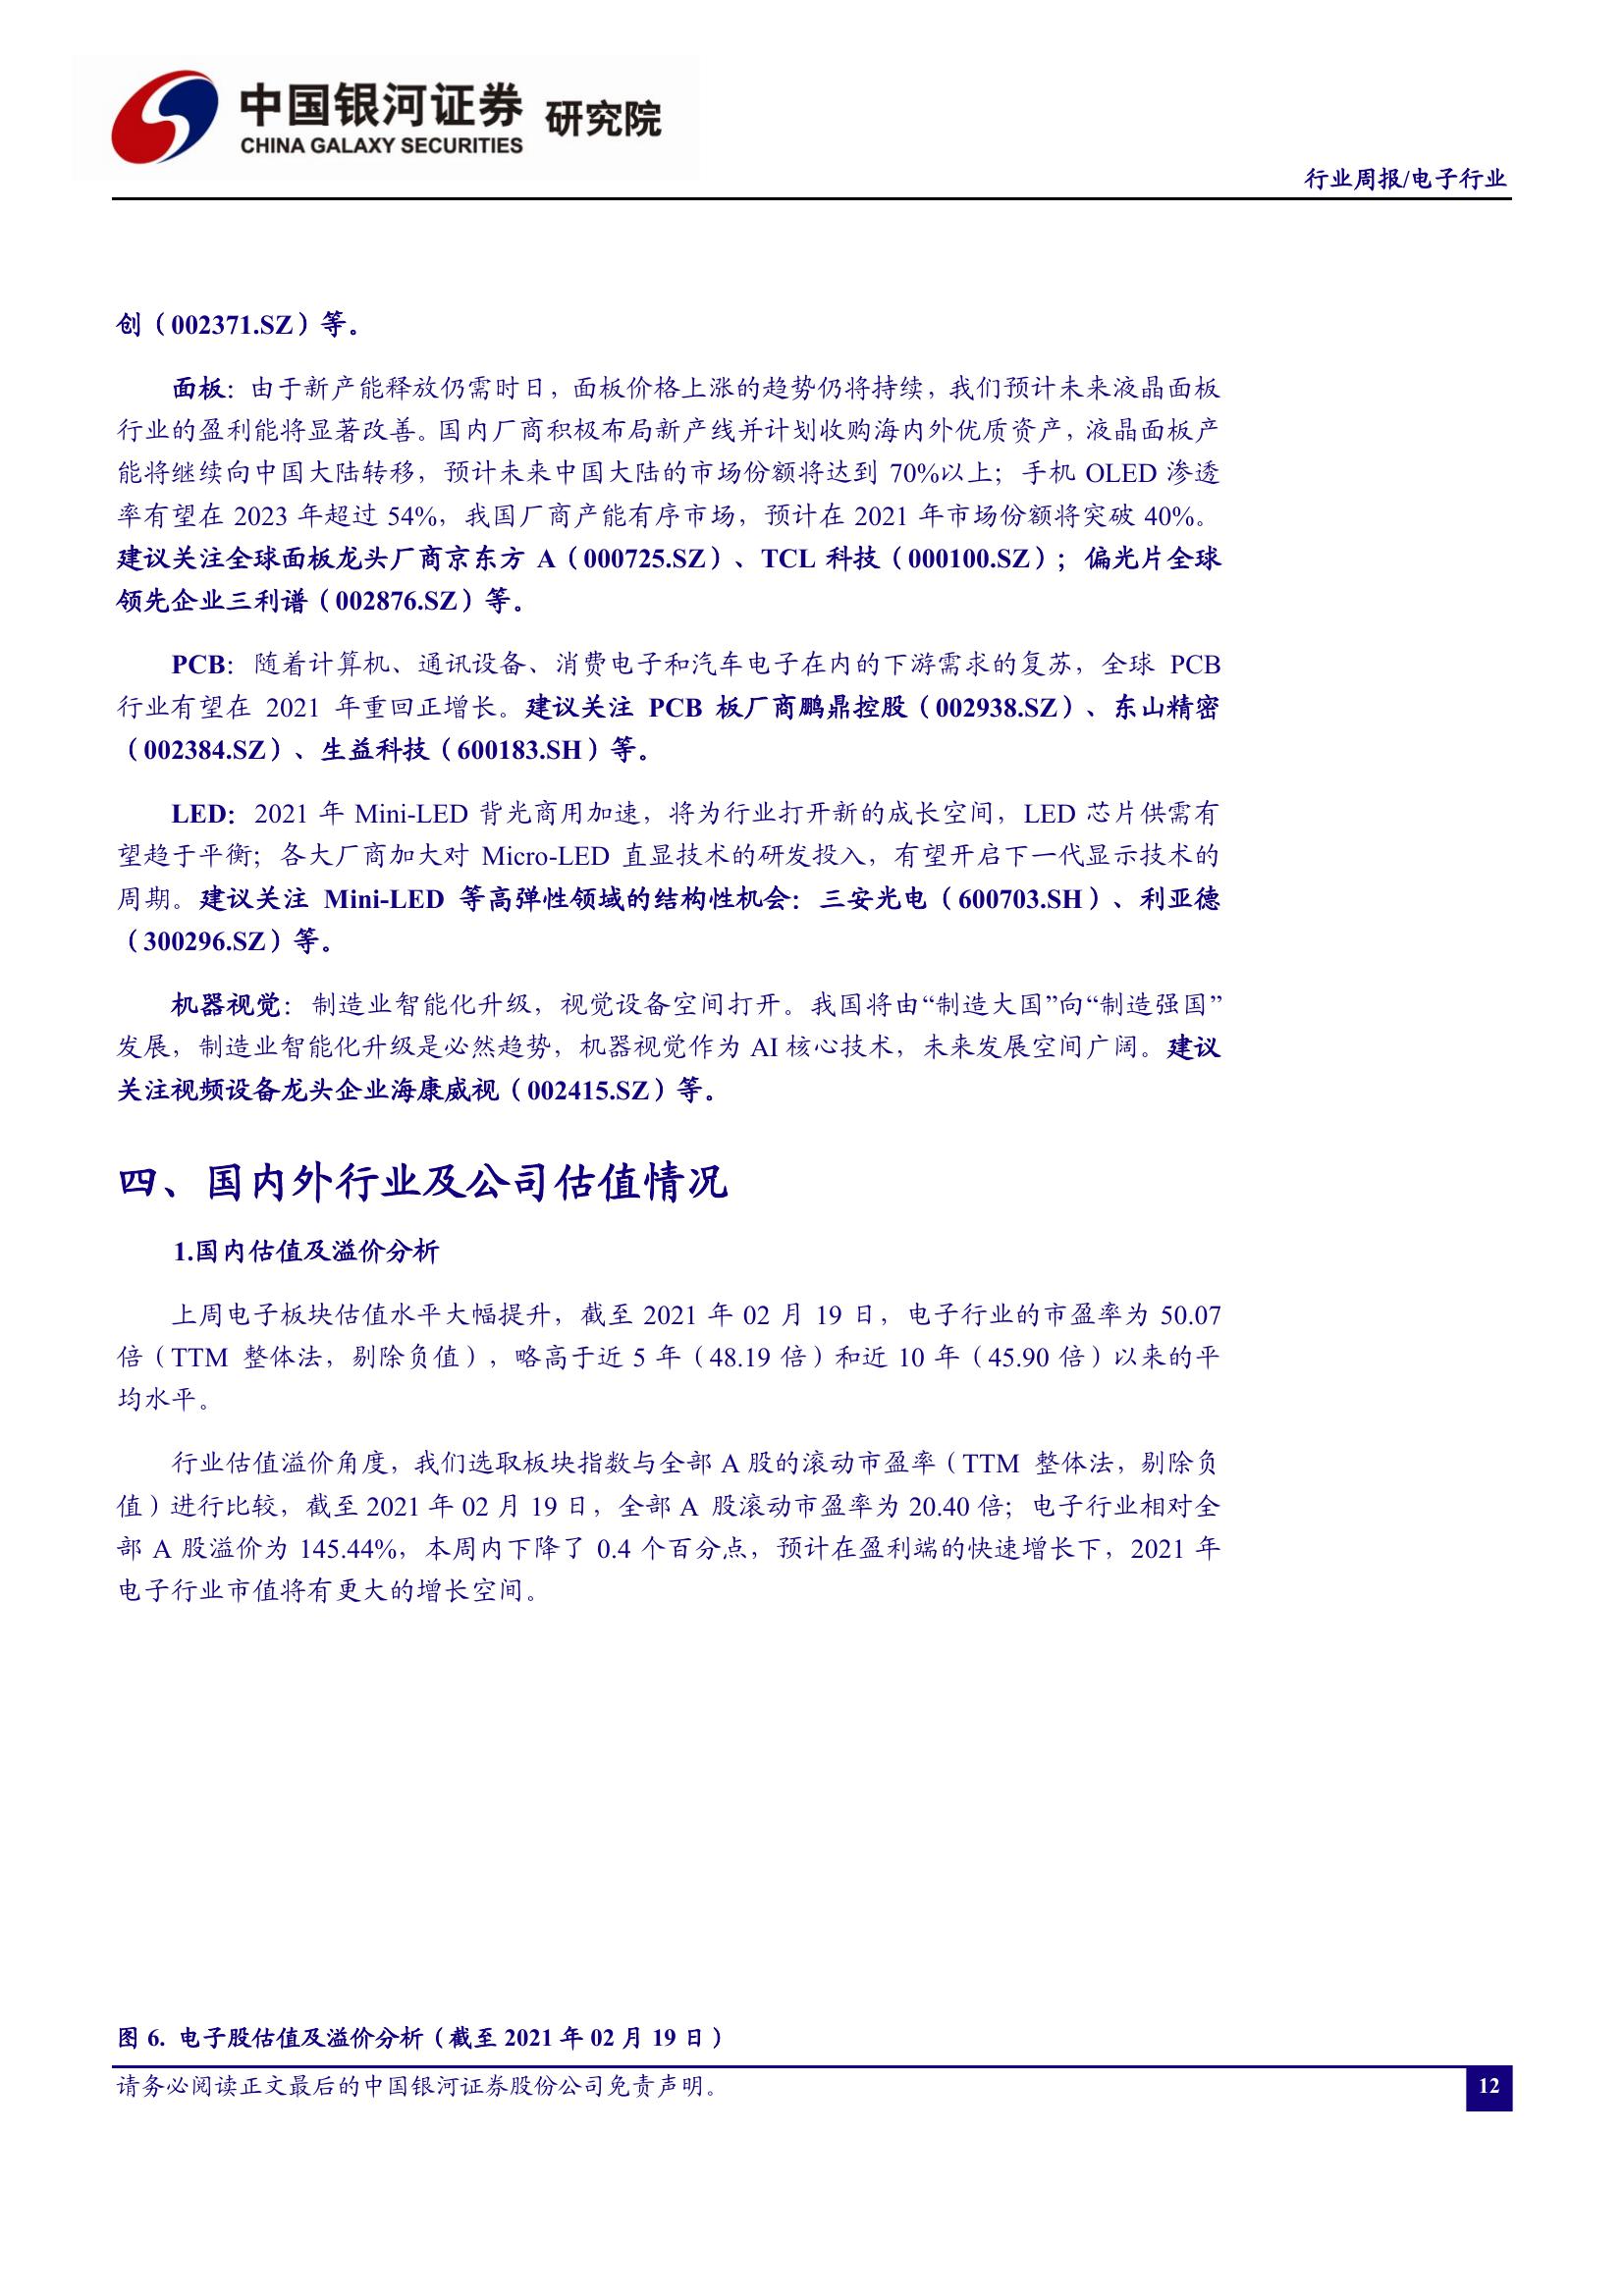 中国银河证券 研究院
CHINA GALAXY SECURITIES
行业周报/电子行业
创（002371.SZ）等。
面板：由于新产能释放仍需时日，面板价格上涨的趋势仍将持续，我们预计未来液晶面板
行业的盈利能将显著改善。国内厂商积极布局新产线并计划收购海内外优质资产，液晶面板产
能将继续向中国大陆转移，预计未来中国大陆的市场份额将达到 70%以上；手机 OLED 渗透
率有望在 2023 年超过 54%，我国厂商产能有序市场，预计在 2021 年市场份额将突破 40%。
建议关注全球面板龙头厂商京东方 A（000725.SZ）、TCL 科技（000100.SZ）；偏光片全球
领先企业三利谱（002876.SZ）等。
PCB：随着计算机、通讯设备、消费电子和汽车电子在内的下游需求的复苏，全球 PCB
行业有望在 2021 年重回正增长。建议关注 PCB 板厂商鹏鼎控股（002938.SZ）、东山精密
（002384.SZ）、生益科技（600183.SH）等。
LED：2021 年 Mini-LED 背光商用加速，将为行业打开新的成长空间，LED 芯片供需有
望趋于平衡；各大厂商加大对 Micro-LED 直显技术的研发投入，有望开启下一代显示技术的
周期。建议关注 Mini-LED 等高弹性领域的结构性机会：三安光电（600703.SH）、利亚德
（300296.SZ）等。
机器视觉：制造业智能化升级，视觉设备空间打开。我国将由“制造大国”向“制造强国”
发展，制造业智能化升级是必然趋势，机器视觉作为 AI 核心技术，未来发展空间广阔。建议
关注视频设备龙头企业海康威视（002415.SZ）等。
四、国内外行业及公司估值情况
1.国内估值及溢价分析
上周电子板块估值水平大幅提升，截至 2021 年 02 月 19 日，电子行业的市盈率为 50.07
倍（TTM 整体法，剔除负值），略高于近 5 年（48.19 倍）和近 10 年（45.90 倍）以来的平
均水平。
行业估值溢价角度，我们选取板块指数与全部 A 股的滚动市盈率（TTM 整体法，剔除负
值）进行比较，截至 2021 年 02 月 19 日，全部 A 股滚动市盈率为 20.40 倍；电子行业相对全
部 A 股溢价为 145.44%，本周内下降了 0.4 个百分点，预计在盈利端的快速增长下，2021 年
电子行业市值将有更大的增长空间。
图 6. 电子股估值及溢价分析（截至 2021 年 02 月 19 日）
请务必阅读正文最后的中国银河证券股份公司免责声明。
12